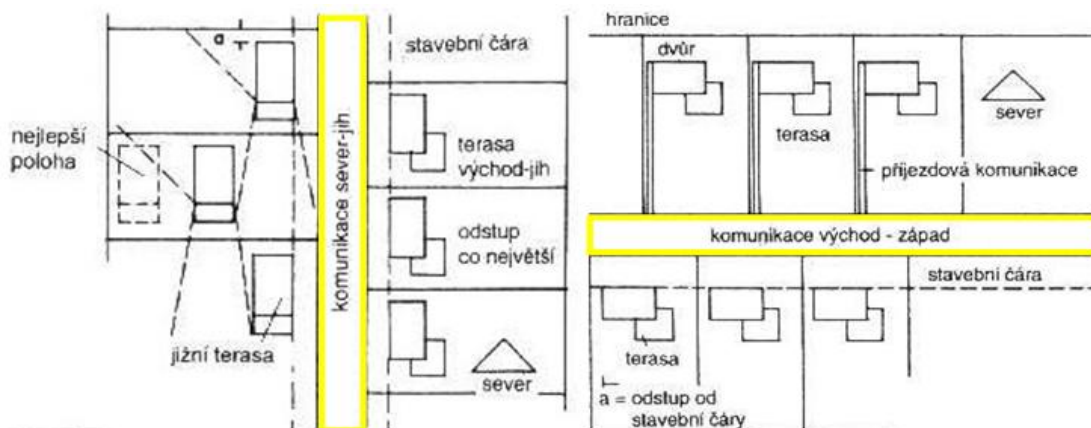 a
nejlepší
poloha
jižní terasa
komunikace sever-jih
stavební čára
terasa
východ-jih
odstup
co největší
sever
hranice
dvůr
terasa
sever
příjezdová komunikace
komunikace východ - západ
stavební čára
terasa
a = odstup od
stavební čáry